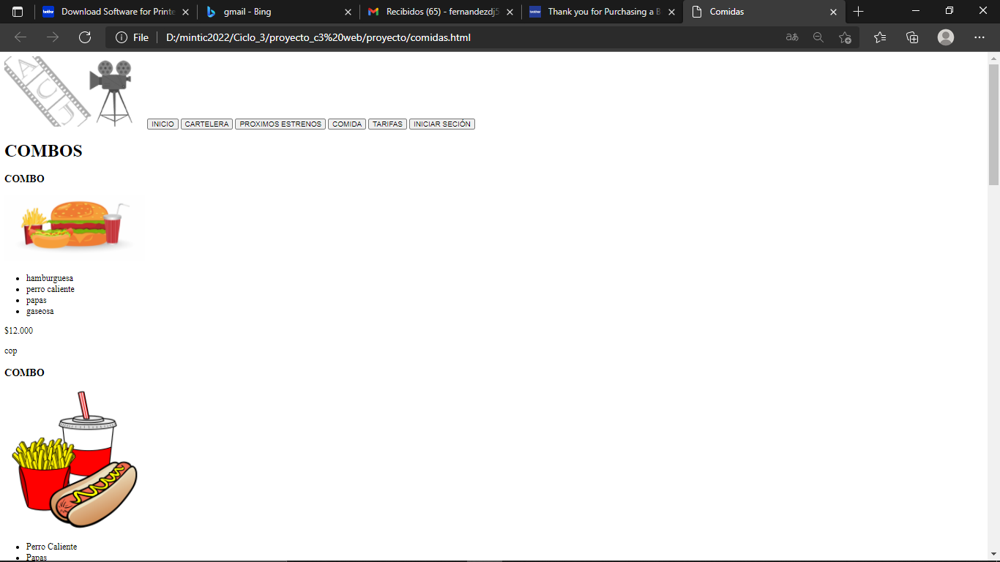 Download Software for Printe
gmail - Bing
Recibidos (65) - fernandezdj5
Thank you for Purchasing a B
Comidas
File
D:/mintic2022/Ciclo_3/proyecto_c3%20web/proyecto/comidas.html
INICIO
CARTELERA
PROXIMOS ESTRENOS
COMIDA
TARIFAS
INICIAR SECIÓN
COMBOS
COMBO
hamburguesa
perro caliente
papas
gaseosa
$12.000
cop
COMBO
Perro Caliente
Papas